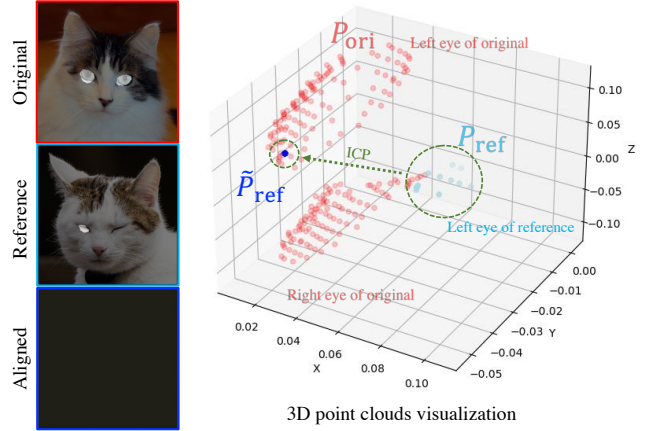 Original
Reference
Aligned
P_ori
Left eye of original
P_ref
ICP
P̃_ref
Left eye of reference
Right eye of original
0.10
0.05
0.00
−0.05
−0.10
Z
0.00
−0.01
−0.02
−0.03
−0.04
−0.05
Y
0.02
0.04
0.06
0.08
0.10
X
3D point clouds visualization